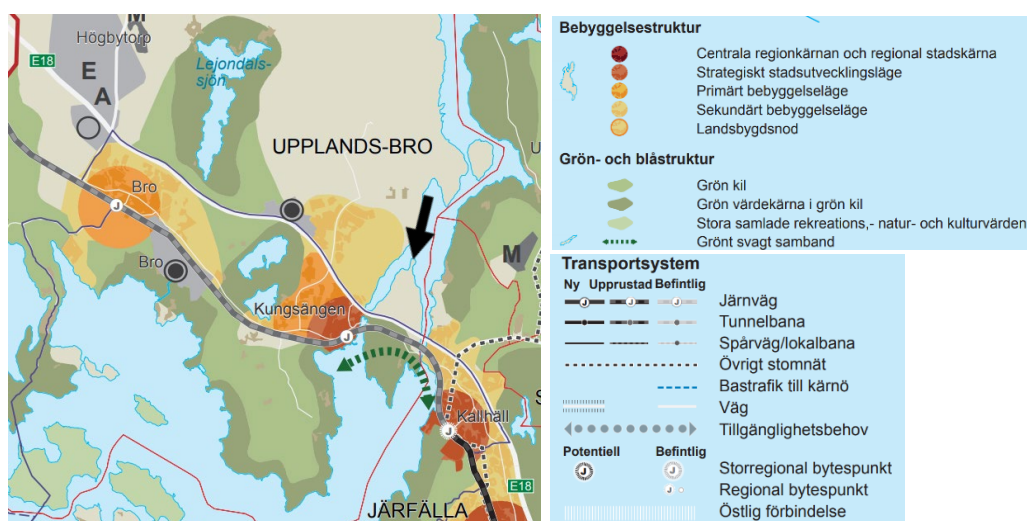 M
Högbytorp
E18
E
A
Lejondals-
sjön
UPPLANDS-BRO
U
Bro
J
Bro
M
Kungsängen
J
S
Kallhäll
J
E18
JÄRFÄLLA
Bebyggelsestruktur
Centrala regionkärnan och regional stadskärna
Strategiskt stadsutvecklingsläge
Primärt bebyggelseläge
Sekundärt bebyggelseläge
Landsbygdsnod
Grön- och blåstruktur
Grön kil
Grön värdekärna i grön kil
Stora samlade rekreations,- natur- och kulturvärden
Grönt svagt samband
Transportsystem
Ny Upprustad Befintlig
J J J Järnväg
Tunnelbana
Spårväg/lokalbana
Övrigt stomnät
Bastrafik till kärnö
Väg
Tillgänglighetsbehov
Potentiell Befintlig
J J Storregional bytespunkt
J Regional bytespunkt
Östlig förbindelse